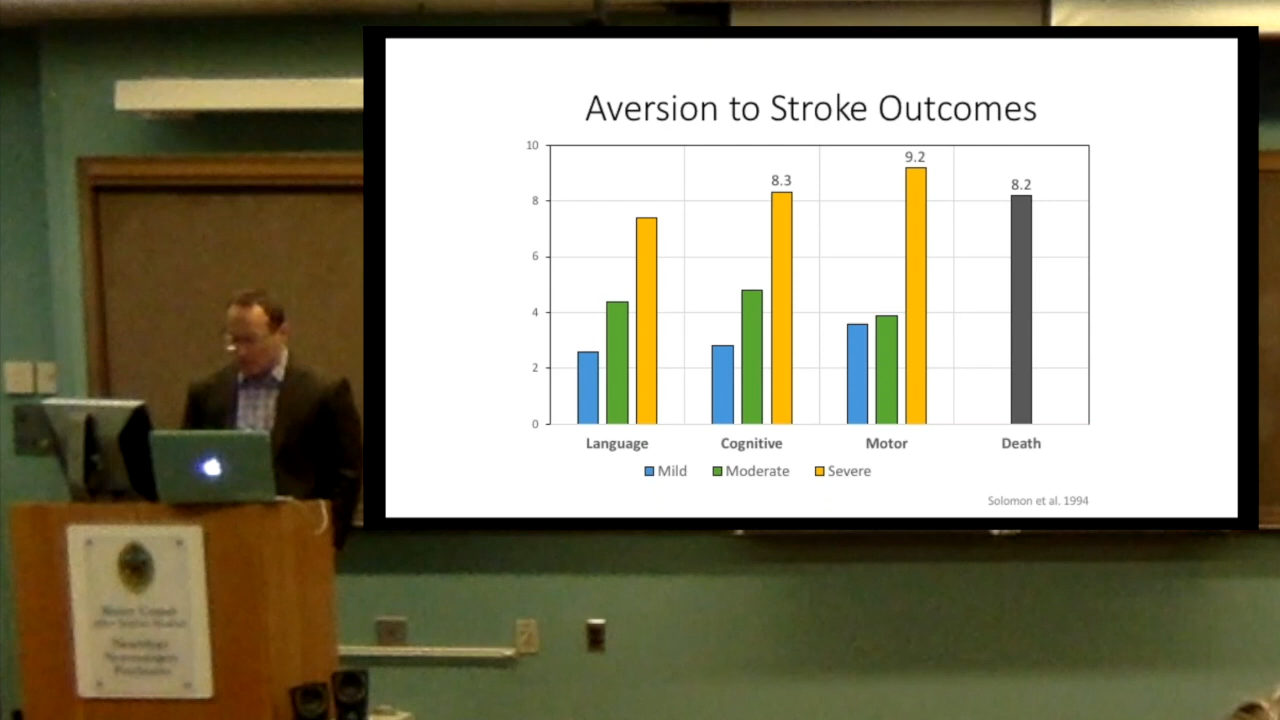 Aversion to Stroke Outcomes
10
8
6
4
2
0
8.3
9.2
8.2
Language Cognitive Motor Death
Mild Moderate Severe
Solomon et al. 1994